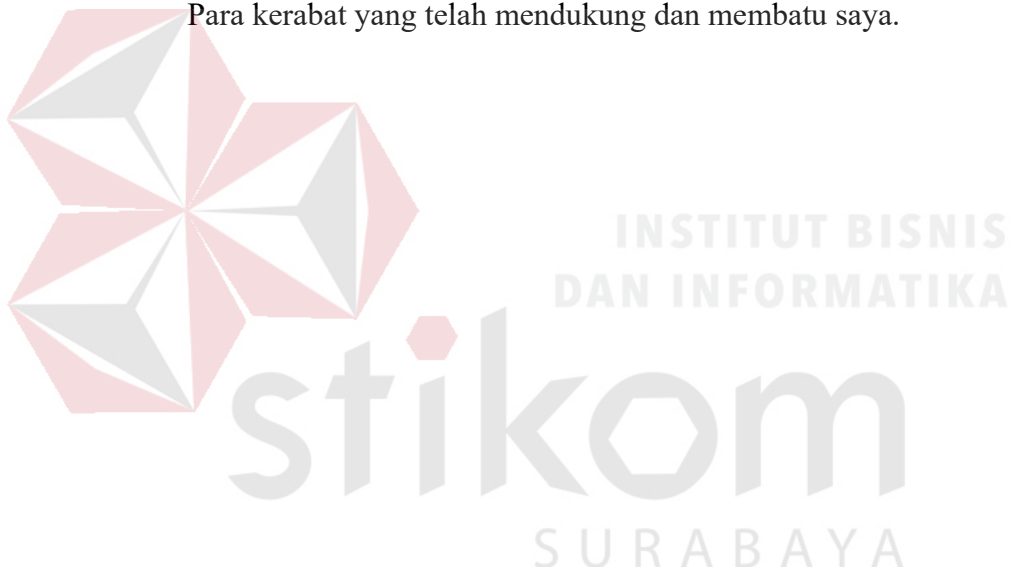 Para kerabat yang telah mendukung dan membatu saya.
INSTITUT BISNIS
DAN INFORMATIKA
stikom
SURABAYA